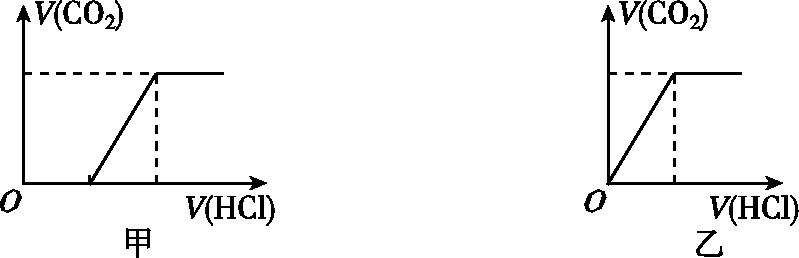 V(CO₂)
O
V(HCl)
甲
V(CO₂)
O
V(HCl)
乙